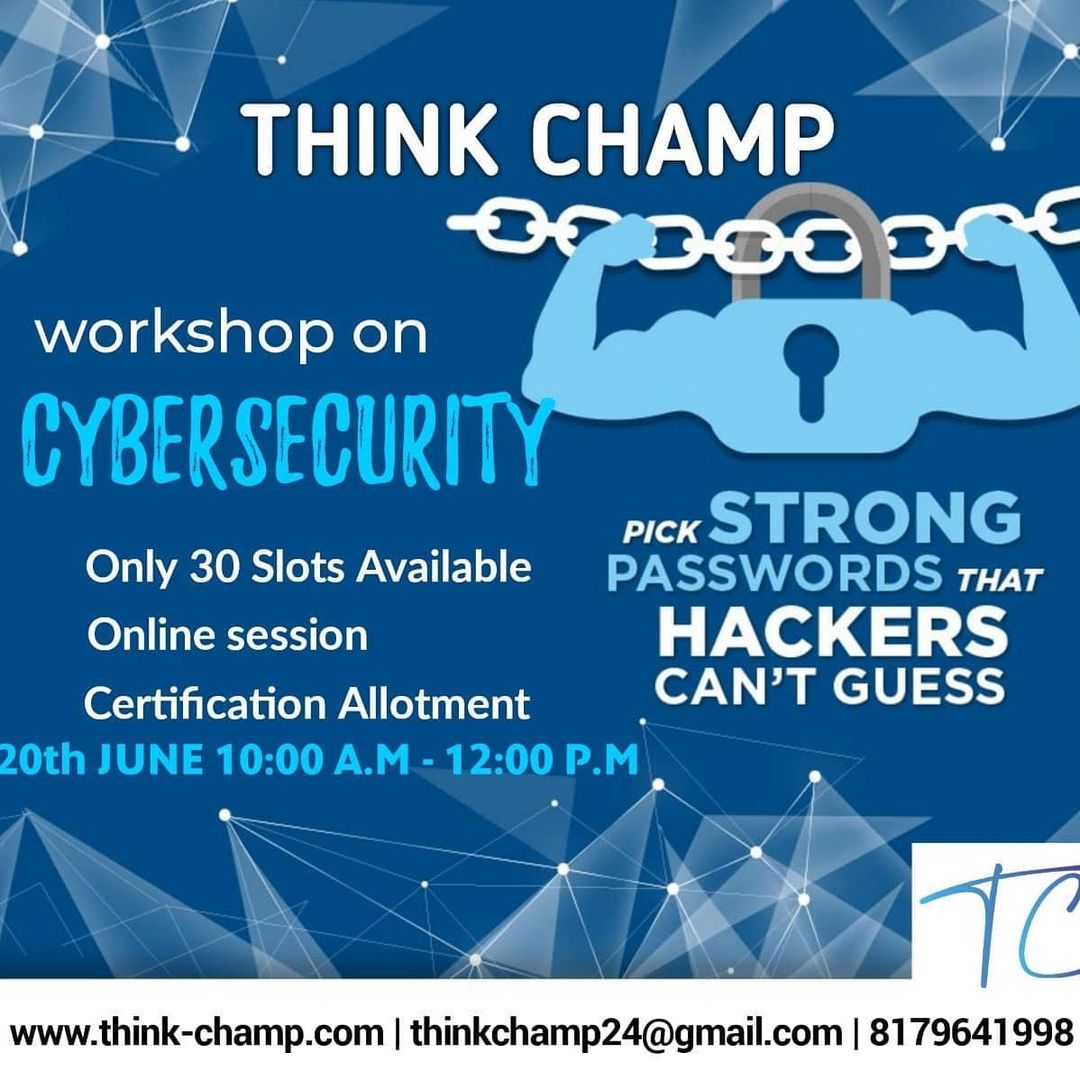 THINK CHAMP
workshop on
CYBERSECURITY
Only 30 Slots Available
Online session
Certification Allotment
20th JUNE 10:00 A.M - 12:00 P.M
PICK STRONG
PASSWORDS THAT
HACKERS
CAN'T GUESS
TC
www.think-champ.com | thinkchamp24@gmail.com | 8179641998